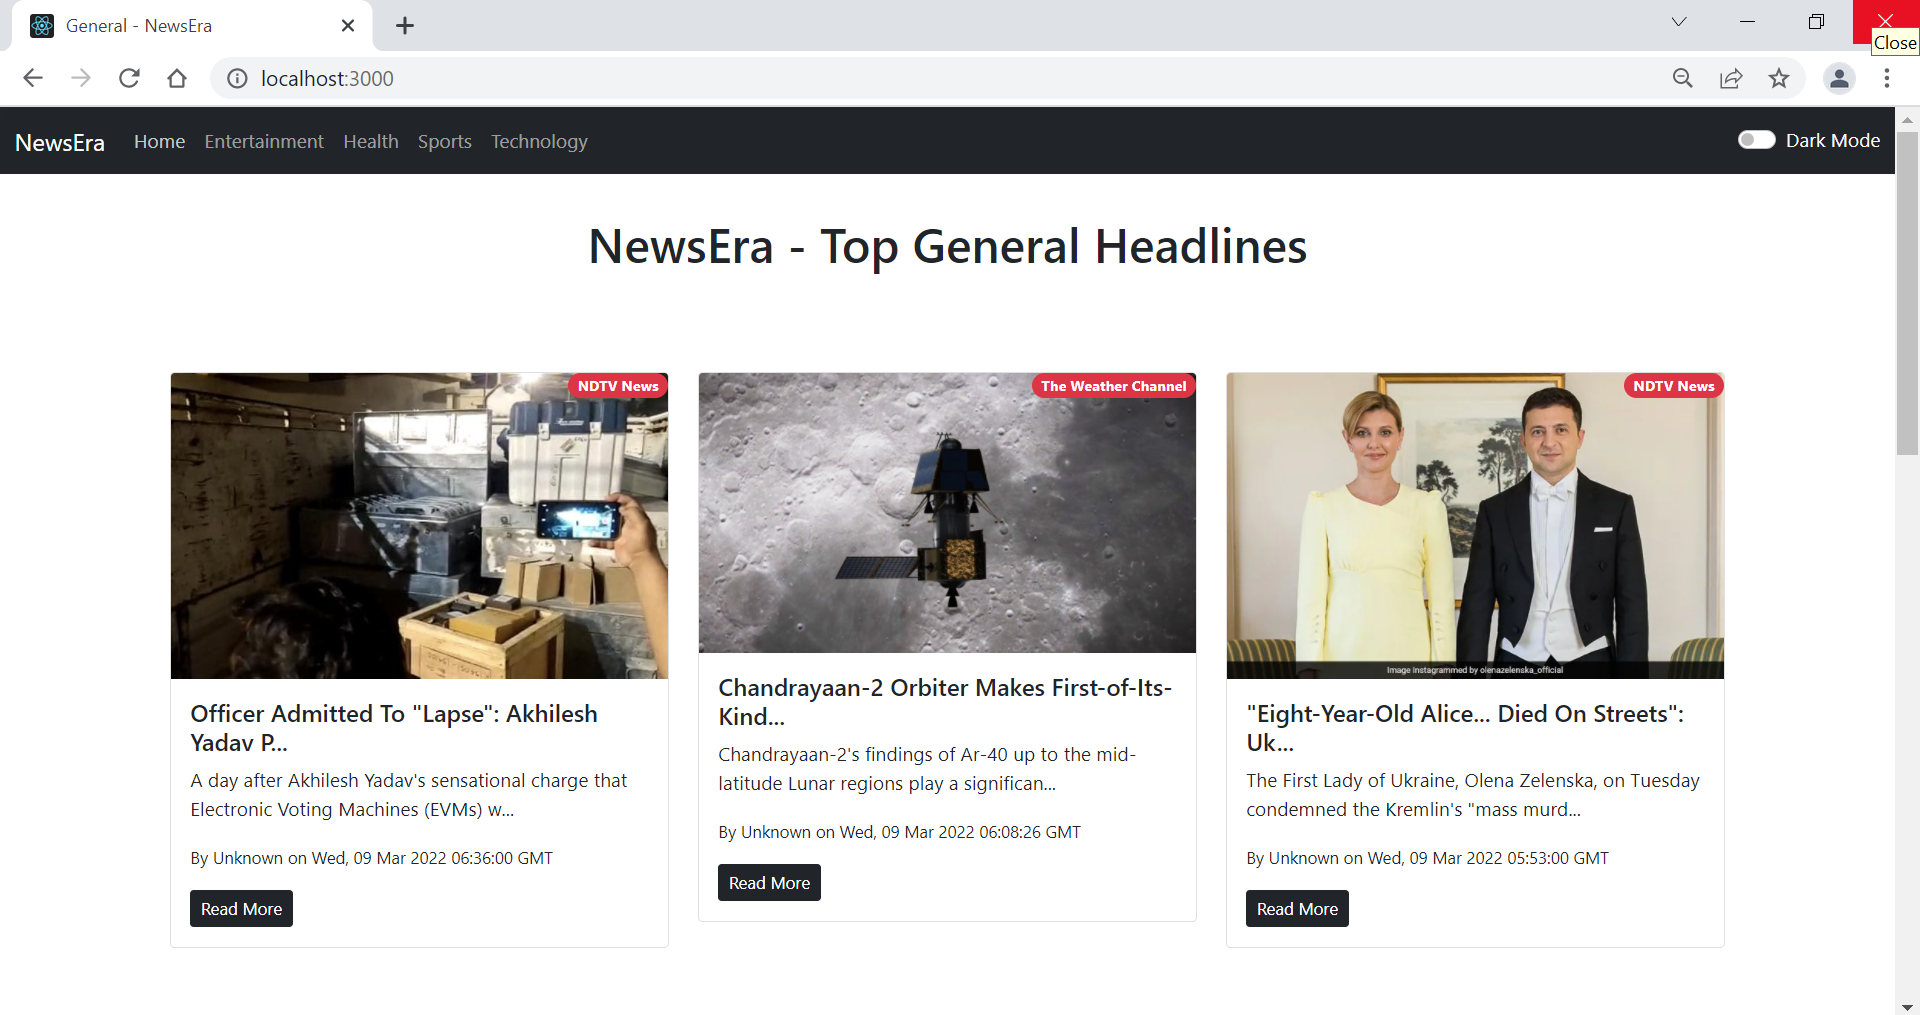 General - NewsEra
Close
localhost:3000
NewsEra Home Entertainment Health Sports Technology Dark Mode
NewsEra - Top General Headlines
NDTV News
Officer Admitted To "Lapse": Akhilesh
Yadav P...
A day after Akhilesh Yadav's sensational charge that
Electronic Voting Machines (EVMs) w...
By Unknown on Wed, 09 Mar 2022 06:36:00 GMT
Read More
The Weather Channel
Chandrayaan-2 Orbiter Makes First-of-Its-
Kind...
Chandrayaan-2's findings of Ar-40 up to the mid-
latitude Lunar regions play a significan...
By Unknown on Wed, 09 Mar 2022 06:08:26 GMT
Read More
NDTV News
Image Instagrammed by olenazelenska_official
"Eight-Year-Old Alice... Died On Streets":
Uk...
The First Lady of Ukraine, Olena Zelenska, on Tuesday
condemned the Kremlin's "mass murd...
By Unknown on Wed, 09 Mar 2022 05:53:00 GMT
Read More